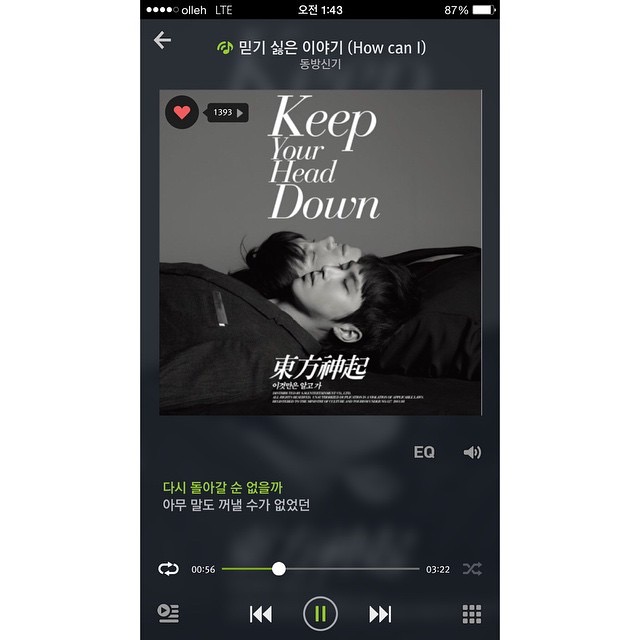 olleh LTE 오전 1:43 87%
믿기 싫은 이야기 (How can I)
동방신기
1393
Keep
Your
Head
Down
東方神起
이것만은 알고 가
EQ
다시 돌아갈 순 없을까
아무 말도 꺼낼 수가 없었던
00:56 03:22